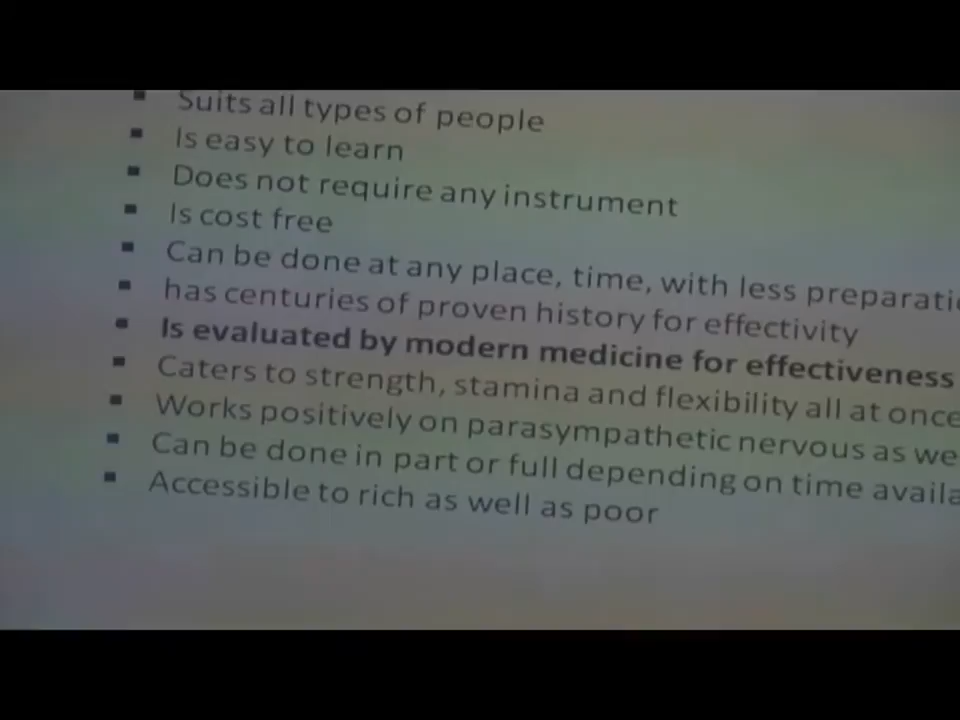 Suits all types of people
Is easy to learn
Does not require any instrument
Is cost free
Can be done at any place, time, with less
has centuries of proven history for effectivity
Is evaluated by modern medicine for effectiveness
Caters to strength, stamina and flexibility all at once
Works positively on parasympathetic nervous as
Can be done in part or full depending on time
Accessible to rich as well as poor